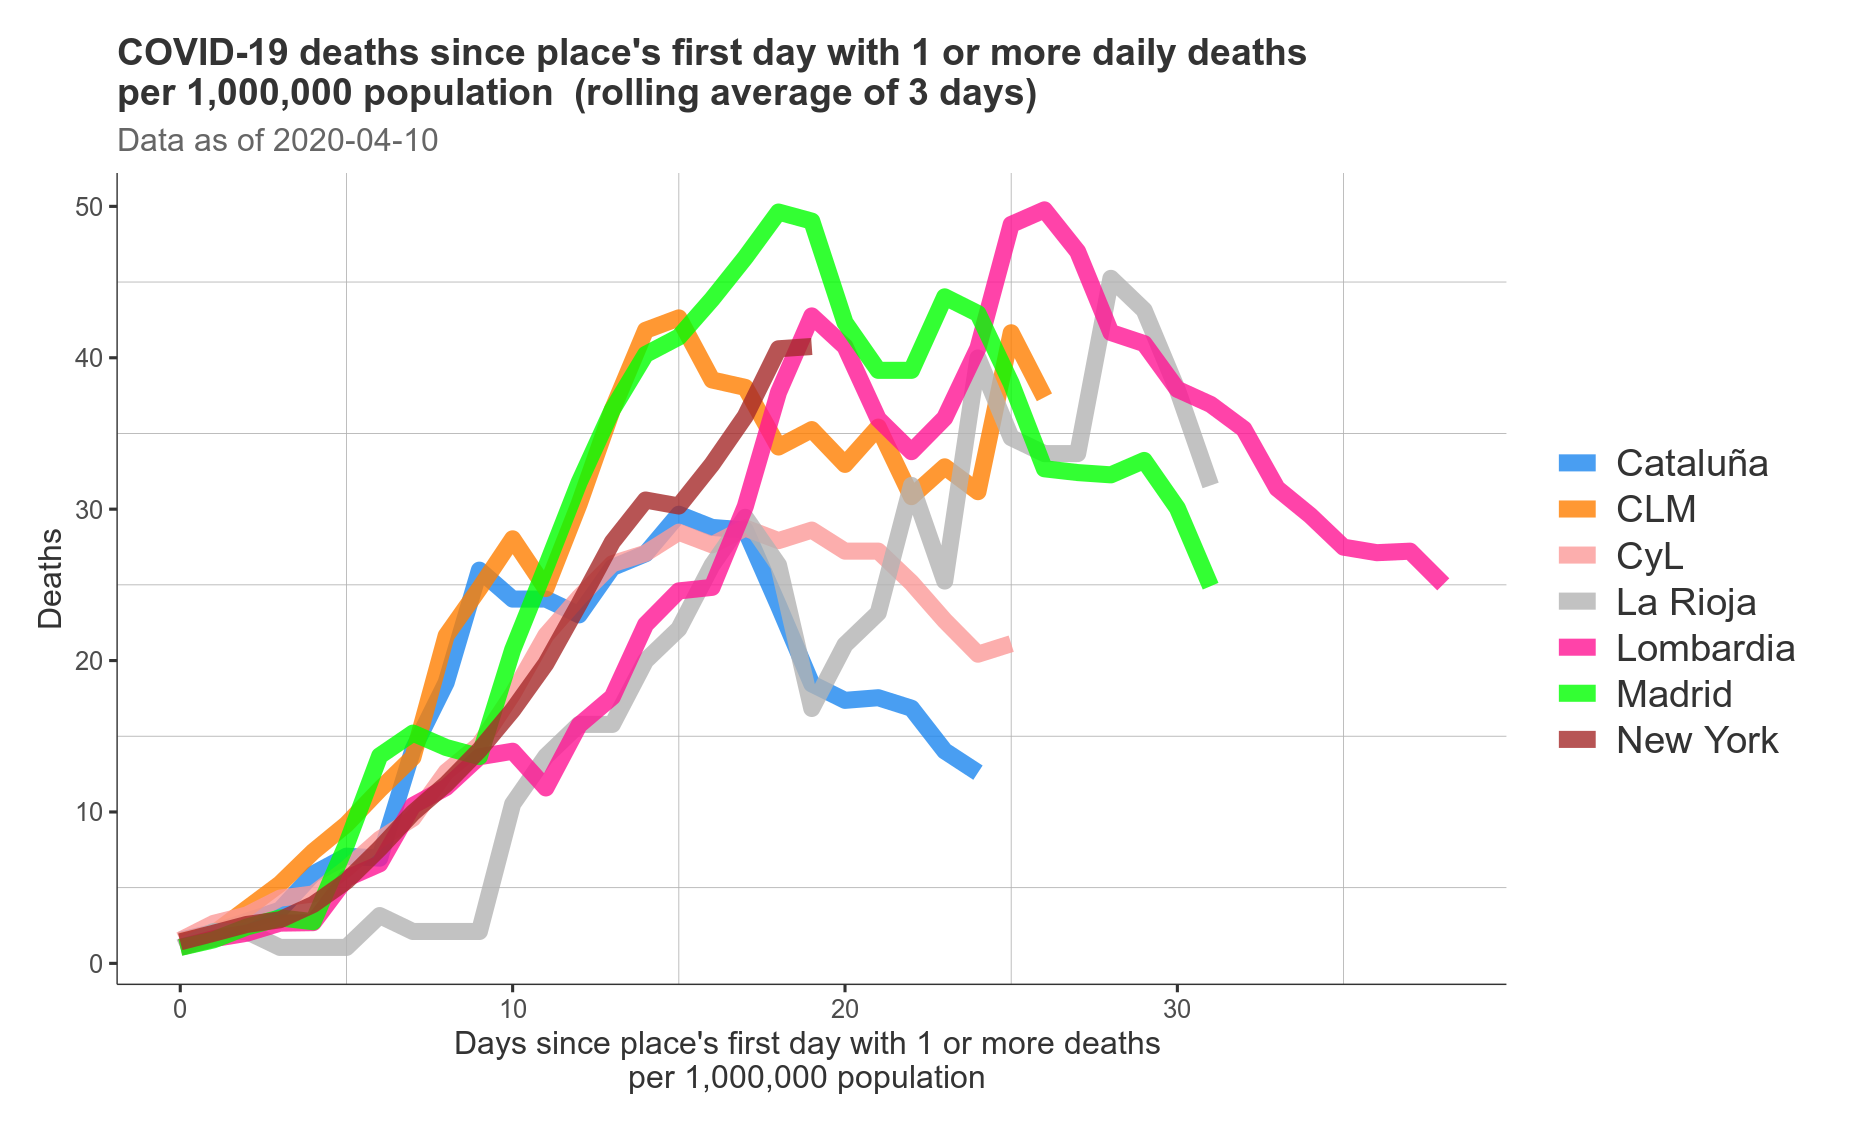 COVID-19 deaths since place's first day with 1 or more daily deaths
per 1,000,000 population  (rolling average of 3 days)
Data as of 2020-04-10
50
40
30
20
10
0
Deaths
0 10 20 30
Days since place's first day with 1 or more deaths
per 1,000,000 population
Cataluña
CLM
CyL
La Rioja
Lombardia
Madrid
New York